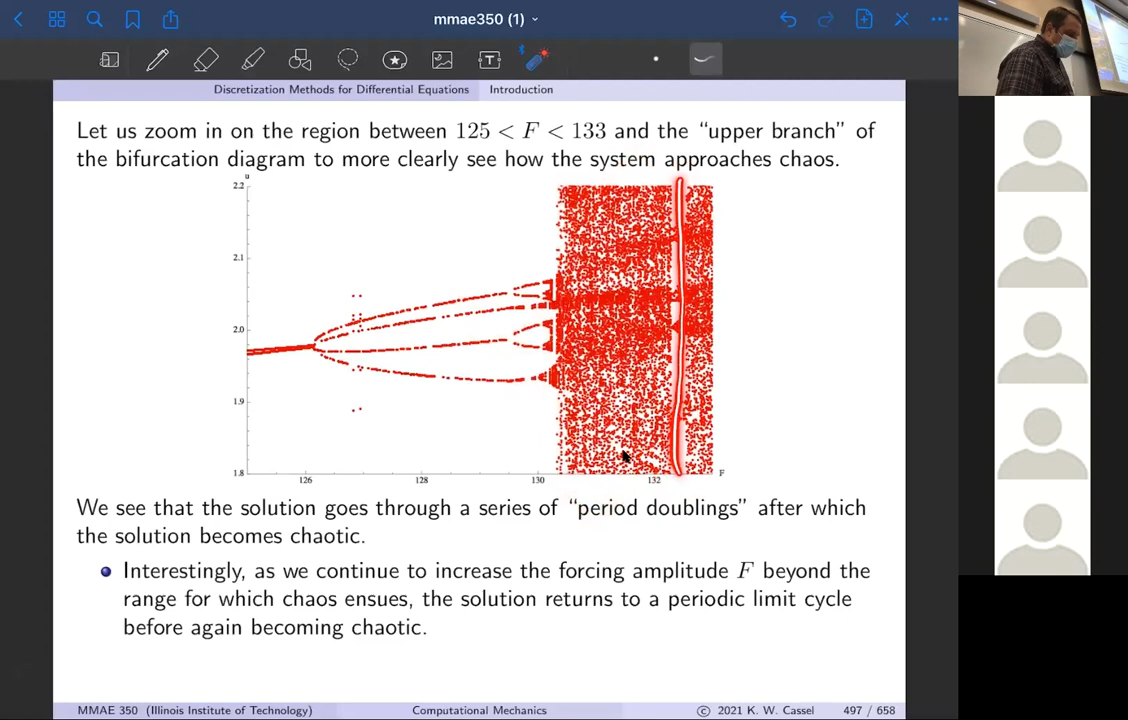 mmae350 (1)
Discretization Methods for Differential Equations Introduction
Let us zoom in on the region between 125 < F < 133 and the “upper branch” of
the bifurcation diagram to more clearly see how the system approaches chaos.
u
2.2
2.1
2.0
1.9
1.8
126 128 130 132 F
We see that the solution goes through a series of “period doublings” after which
the solution becomes chaotic.
Interestingly, as we continue to increase the forcing amplitude F beyond the
range for which chaos ensues, the solution returns to a periodic limit cycle
before again becoming chaotic.
MMAE 350 (Illinois Institute of Technology) Computational Mechanics © 2021 K. W. Cassel 497 / 658